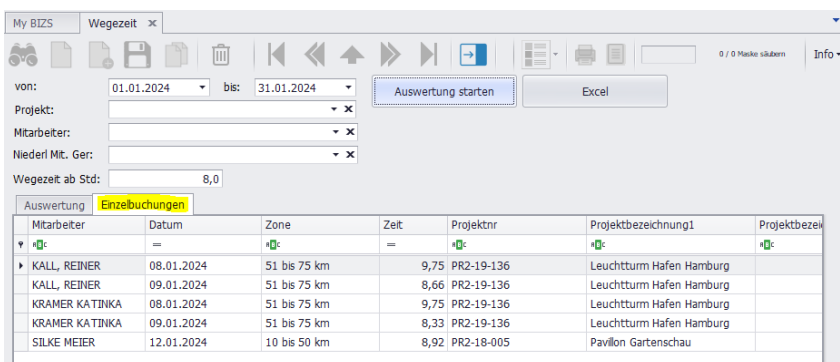 My BIZS Wegezeit x
0 / 0 Maske säubern Info
von: 01.01.2024 bis: 31.01.2024 Auswertung starten Excel
Projekt:
Mitarbeiter:
Niederl Mit. Ger:
Wegezeit ab Std: 8,0
Auswertung Einzelbuchungen
Mitarbeiter Datum Zone Zeit Projektnr Projektbezeichnung1 Projektbezei
= =
KALL, REINER 08.01.2024 51 bis 75 km 9,75 PR2-19-136 Leuchtturm Hafen Hamburg
KALL, REINER 09.01.2024 51 bis 75 km 8,66 PR2-19-136 Leuchtturm Hafen Hamburg
KRAMER KATINKA 08.01.2024 51 bis 75 km 9,75 PR2-19-136 Leuchtturm Hafen Hamburg
KRAMER KATINKA 09.01.2024 51 bis 75 km 8,33 PR2-19-136 Leuchtturm Hafen Hamburg
SILKE MEIER 12.01.2024 10 bis 50 km 8,92 PR2-18-005 Pavillon Gartenschau